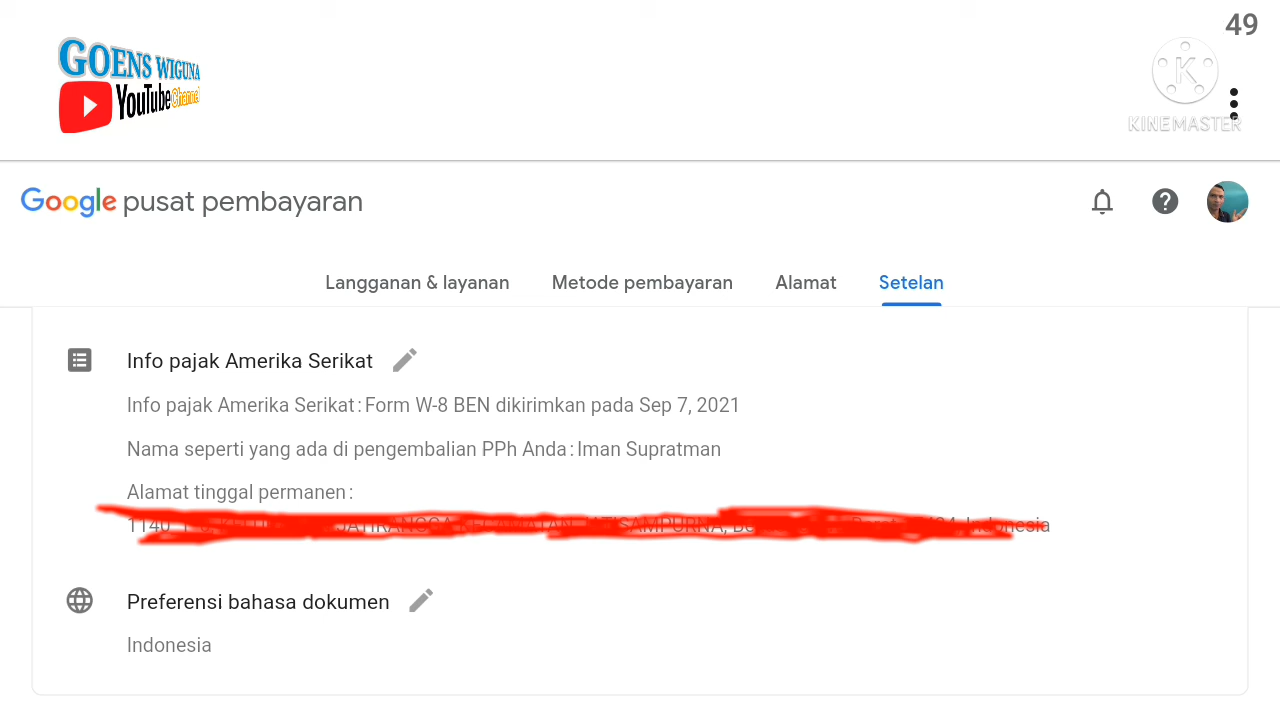 49
GOENS WIGUNA
YouTube Channel
KINEMASTER
Google pusat pembayaran
Langganan & layanan Metode pembayaran Alamat Setelan
Info pajak Amerika Serikat
Info pajak Amerika Serikat: Form W-8 BEN dikirimkan pada Sep 7, 2021
Nama seperti yang ada di pengembalian PPh Anda: Iman Supratman
Alamat tinggal permanen:
Indonesia
Preferensi bahasa dokumen
Indonesia